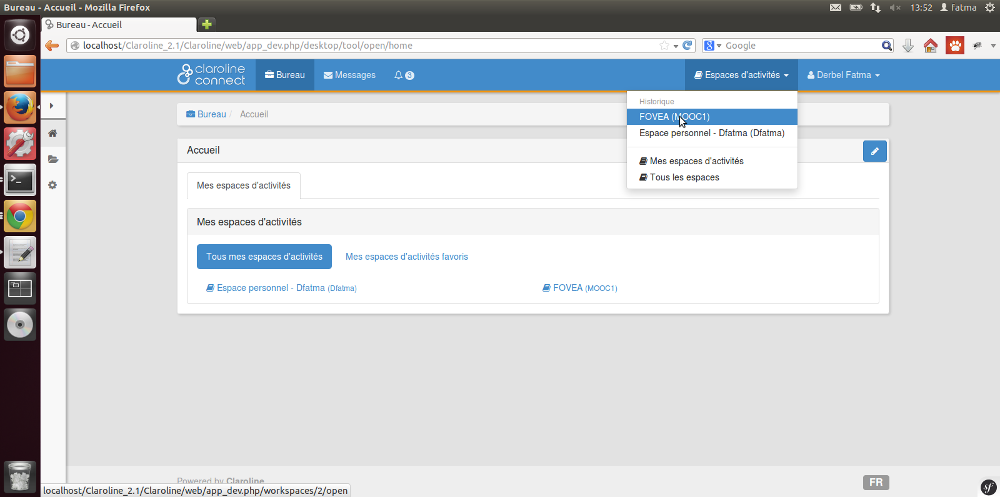 Bureau - Accueil - Mozilla Firefox
13:52
fatma
Bureau - Accueil
localhost/Claroline_2.1/Claroline/web/app_dev.php/desktop/tool/open/home
Google
claroline
connect
Bureau
Messages
3
Espaces d'activités
Derbel Fatma
Historique
FOVEA (MOOC1)
Espace personnel - Dfatma (Dfatma)
Mes espaces d'activités
Tous les espaces
Bureau / Accueil
Accueil
Mes espaces d'activités
Mes espaces d'activités
Tous mes espaces d'activités
Mes espaces d'activités favoris
Espace personnel - Dfatma (Dfatma)
FOVEA (MOOC1)
Powered by Claroline
FR
localhost/Claroline_2.1/Claroline/web/app_dev.php/workspaces/2/open
sf